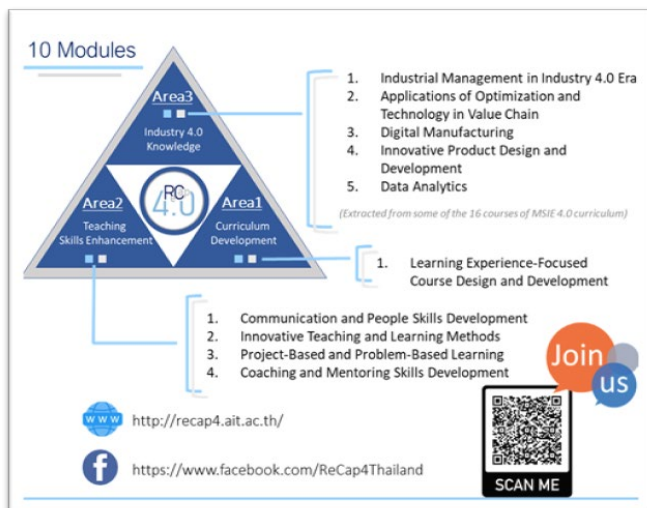 10 Modules
Area3
Industry 4.0
Knowledge
1. Industrial Management in Industry 4.0 Era
2. Applications of Optimization and
Technology in Value Chain
3. Digital Manufacturing
4. Innovative Product Design and
Development
5. Data Analytics
(Extracted from some of the 16 courses of MSIE 4.0 curriculum)
RC
4.0
Area2
Teaching
Skills Enhancement
Area1
Curriculum
Development
1. Learning Experience-Focused
Course Design and Development
1. Communication and People Skills Development
2. Innovative Teaching and Learning Methods
3. Project-Based and Problem-Based Learning
4. Coaching and Mentoring Skills Development
Join
us
www
http://recap4.ait.ac.th/
f
https://www.facebook.com/ReCap4Thailand
SCAN ME